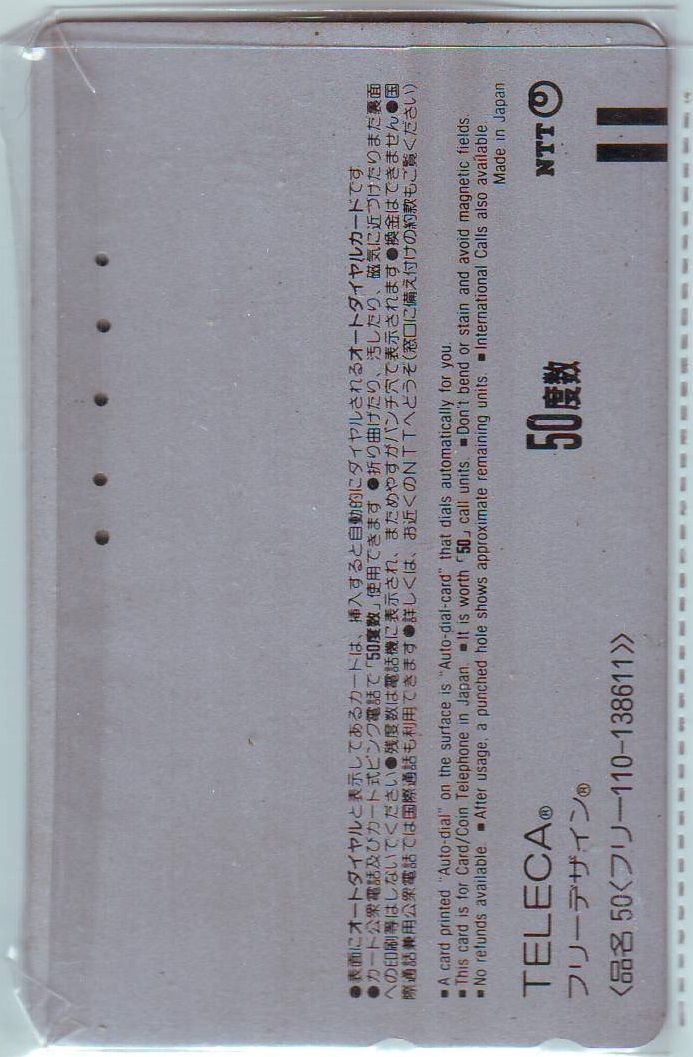 ●表面にオートダイヤルと表示してあるカードは、挿入すると自動的にダイヤルされるオートダイヤルカードです
●カード公衆電話及びカード式ピンク電話で「50度数」使用できます ●折り曲げたり、汚したり、磁気に近づけたりまた裏面
への印刷等はしないでください●残度数は電話機に表示され、まためやすがパンチ穴で表示されます●換金はできません●国
際通話兼用公衆電話では国際通話も利用できます●詳しくは、お近くのNTTへどうぞ(窓口に備え付けの約款もご覧ください)
■A card printed "Auto-dial" on the surface is "Auto-dial-card" that dials automatically for you.
■This card is for Card/Coin Telephone in Japan. ■It is worth「50」call units. ■Don't bend or stain and avoid magnetic fields.
■No refunds available. ■After usage, a punched hole shows approximate remaining units. ■International Calls also available.
Made in Japan
TELECA®
50度数
NTT
フリーデザイン®
〈品名 50〈フリー110-138611〉〉